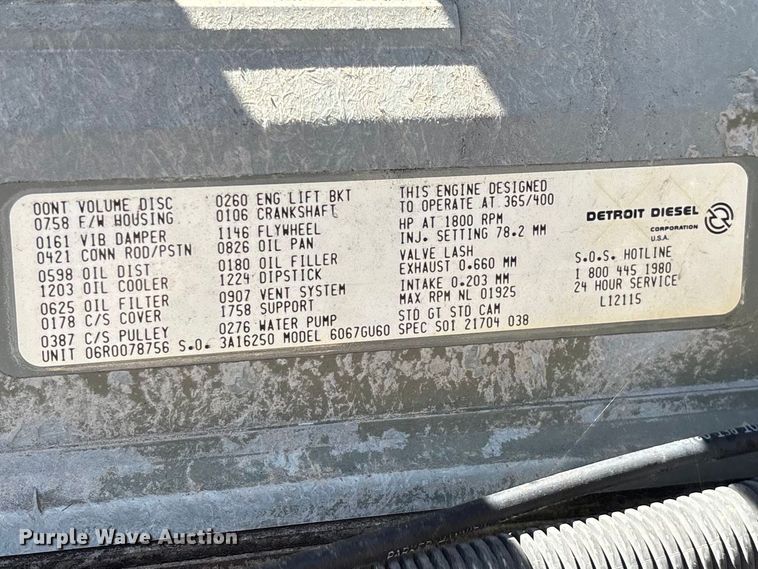 00NT VOLUME DISC
0758 F/W HOUSING
0161 VIB DAMPER
0421 CONN ROD/PSTN
0598 OIL DIST
1203 OIL COOLER
0625 OIL FILTER
0178 C/S COVER
0387 C/S PULLEY
0260 ENG LIFT BKT
0106 CRANKSHAFT
1146 FLYWHEEL
0826 OIL PAN
0180 OIL FILLER
1224 DIPSTICK
0907 VENT SYSTEM
1758 SUPPORT
0276 WATER PUMP
UNIT 06R0078756 S.O. 3A16250 MODEL 6067GU60
THIS ENGINE DESIGNED
TO OPERATE AT 365/400
HP AT 1800 RPM
INJ. SETTING 78.2 MM
VALVE LASH
EXHAUST 0.660 MM
INTAKE 0.203 MM
MAX RPM NL 01925
STD GT STD CAM
SPEC S01 21704 038
DETROIT DIESEL
CORPORATION
U.S.A.
S.O.S. HOTLINE
1 800 445 1980
24 HOUR SERVICE
L12115
Purple Wave Auction